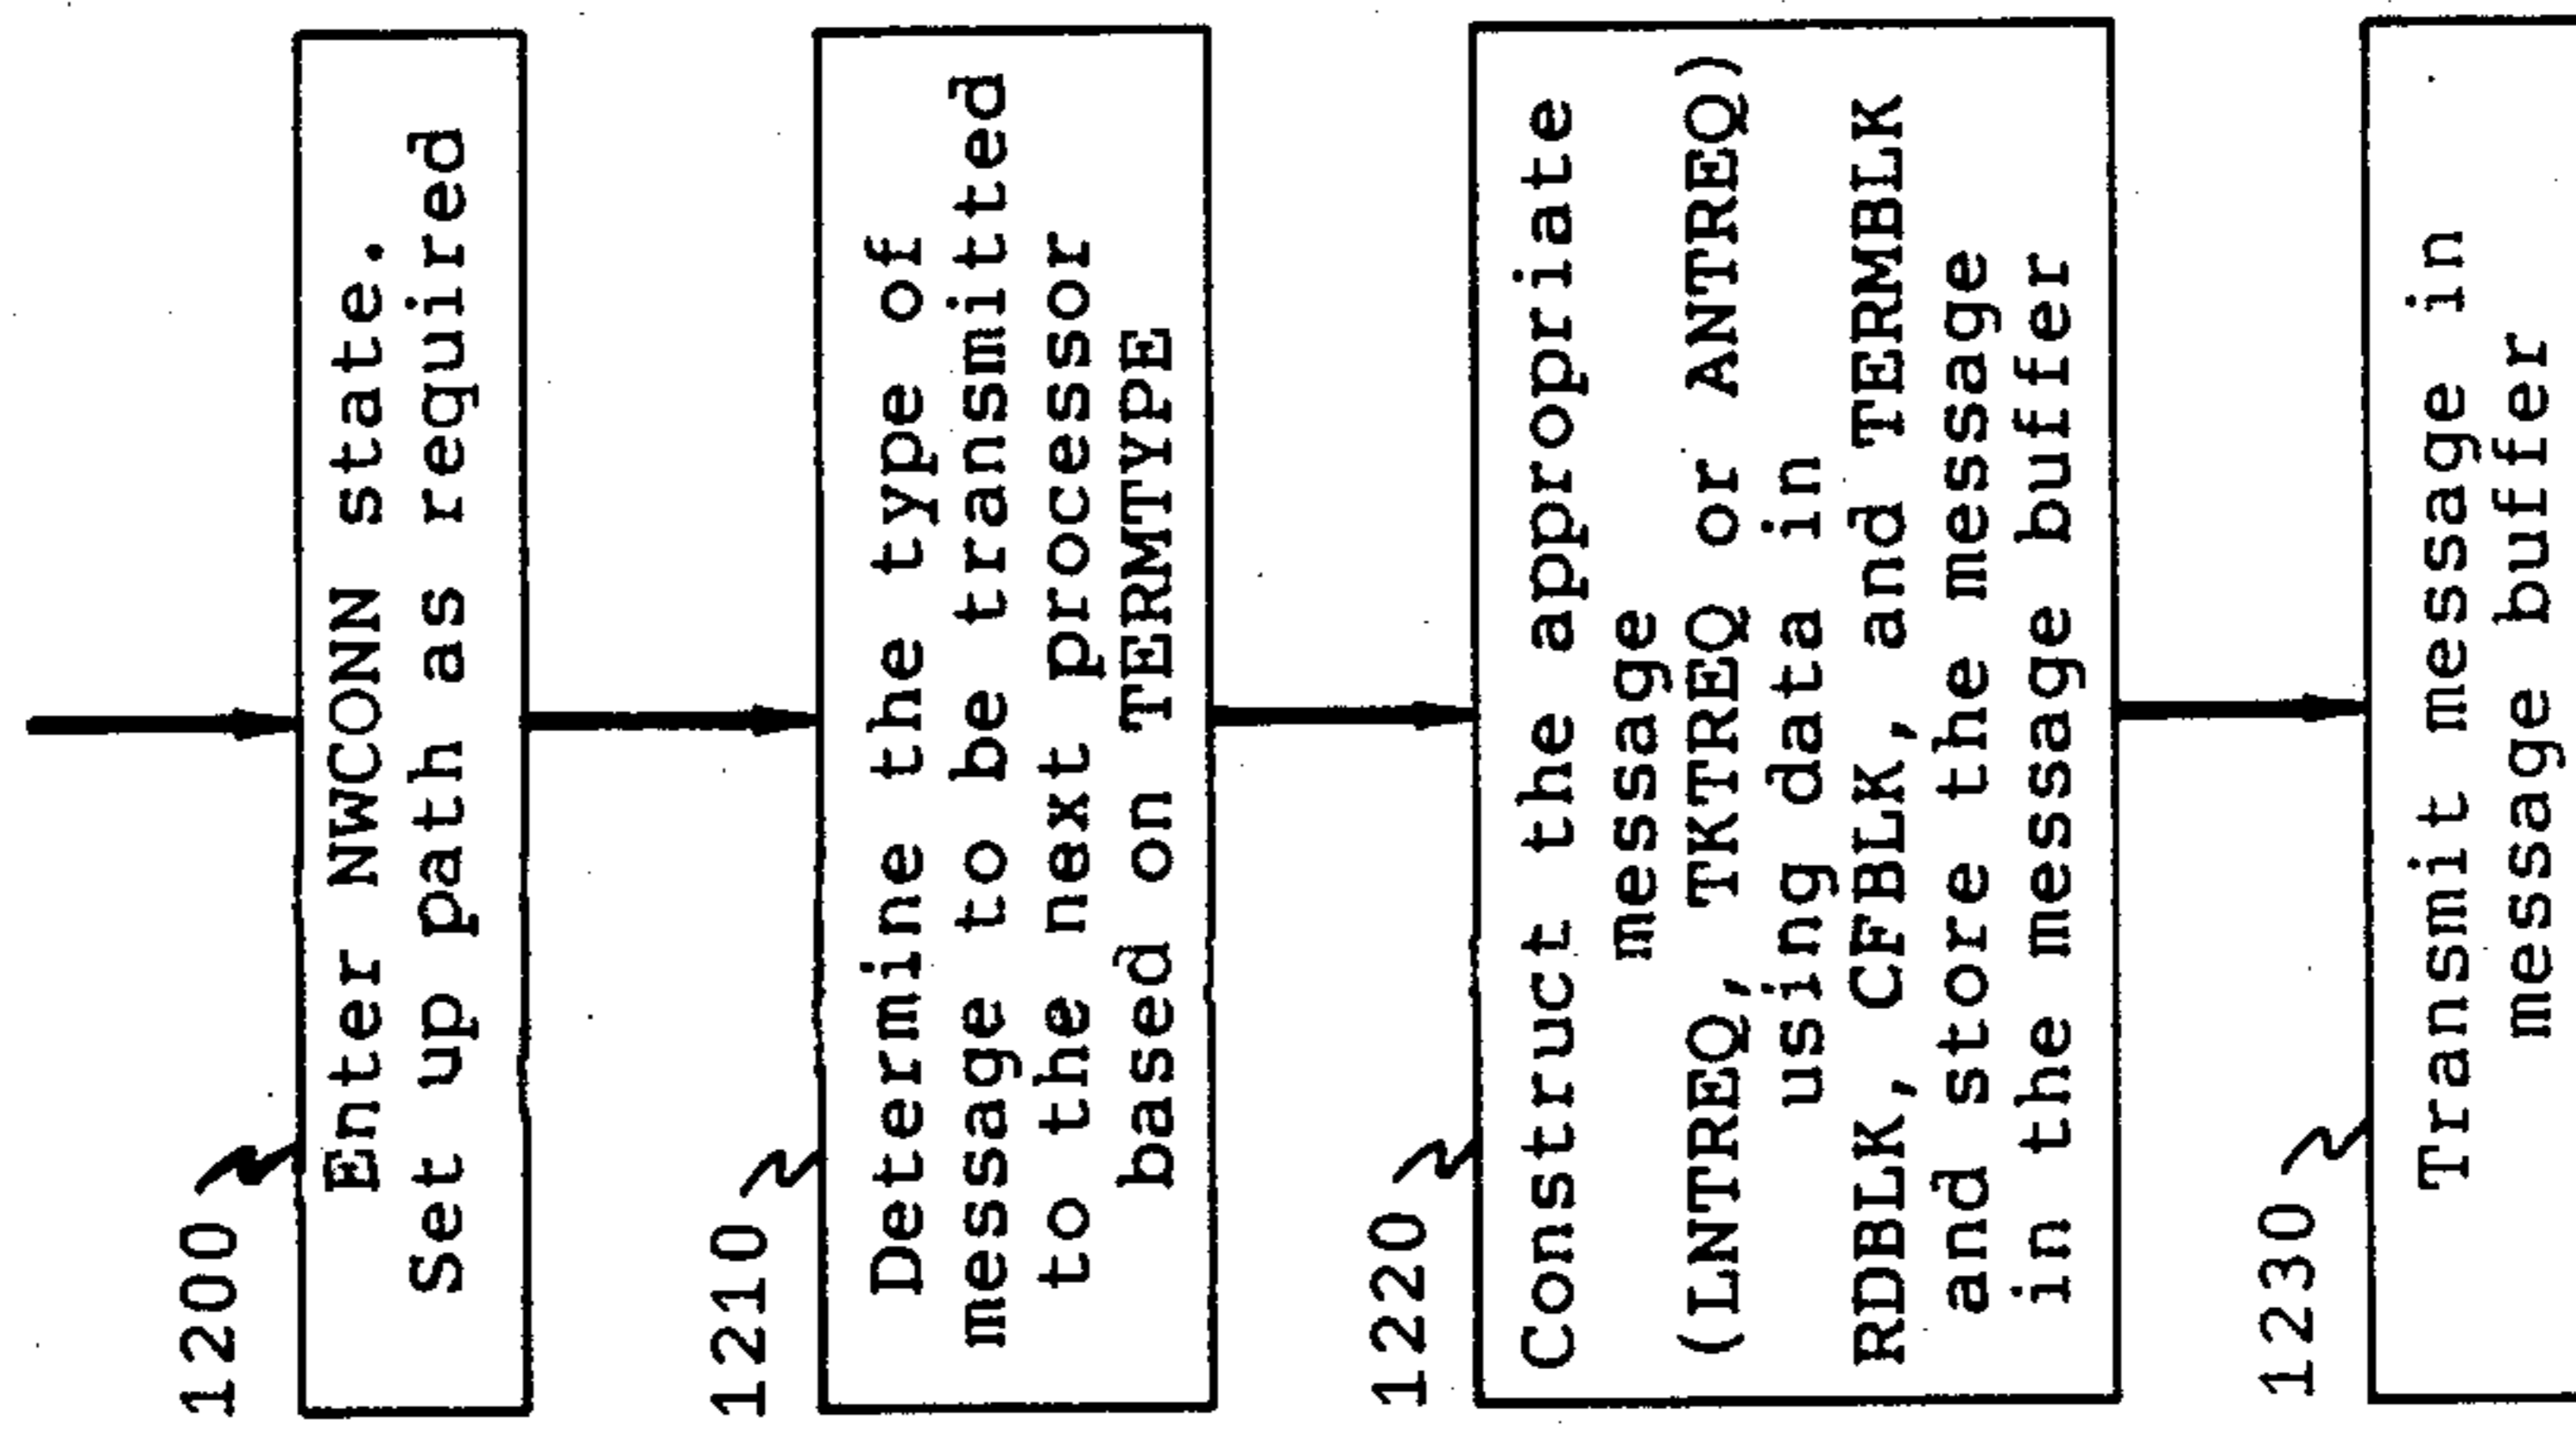 1200
Enter NWCONN state.
Set up path as required
1210
Determine the type of
message to be transmitted
to the next processor
based on TERMTYPE
1220
Construct the appropriate
message
(LNTREQ, TKTREQ or ANTREQ)
using data in
RDBLK, CFBLK, and TERMBLK
and store the message
in the message buffer
1230
Transmit message in
message buffer